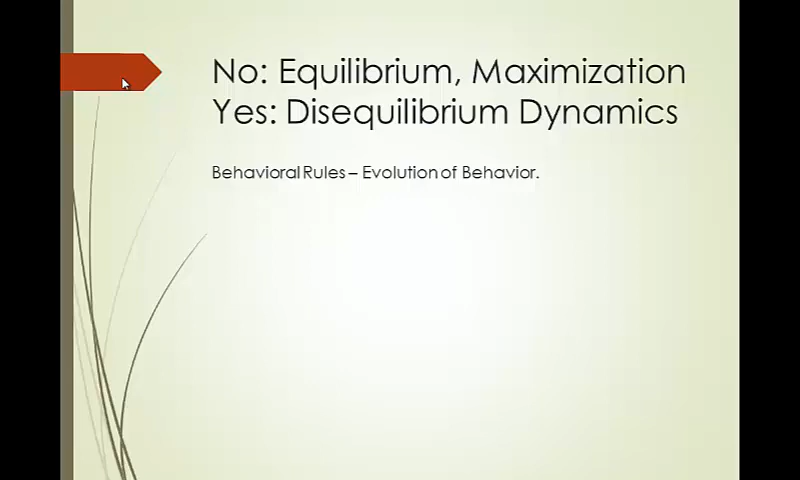 No: Equilibrium, Maximization
Yes: Disequilibrium Dynamics
Behavioral Rules – Evolution of Behavior.